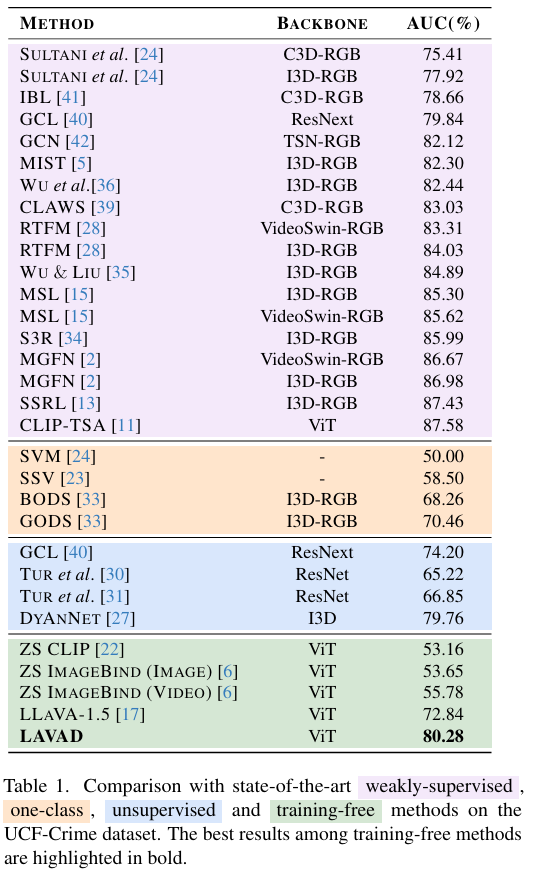 METHOD BACKBONE AUC(%)
SULTANI et al. [24] C3D-RGB 75.41
SULTANI et al. [24] I3D-RGB 77.92
IBL [41] C3D-RGB 78.66
GCL [40] ResNext 79.84
GCN [42] TSN-RGB 82.12
MIST [5] I3D-RGB 82.30
WU et al.[36] I3D-RGB 82.44
CLAWS [39] C3D-RGB 83.03
RTFM [28] VideoSwin-RGB 83.31
RTFM [28] I3D-RGB 84.03
WU & LIU [35] I3D-RGB 84.89
MSL [15] I3D-RGB 85.30
MSL [15] VideoSwin-RGB 85.62
S3R [34] I3D-RGB 85.99
MGFN [2] VideoSwin-RGB 86.67
MGFN [2] I3D-RGB 86.98
SSRL [13] I3D-RGB 87.43
CLIP-TSA [11] ViT 87.58
SVM [24] - 50.00
SSV [23] - 58.50
BODS [33] I3D-RGB 68.26
GODS [33] I3D-RGB 70.46
GCL [40] ResNext 74.20
TUR et al. [30] ResNet 65.22
TUR et al. [31] ResNet 66.85
DYANNET [27] I3D 79.76
ZS CLIP [22] ViT 53.16
ZS IMAGEBIND (IMAGE) [6] ViT 53.65
ZS IMAGEBIND (VIDEO) [6] ViT 55.78
LLAVA-1.5 [17] ViT 72.84
LAVAD ViT 80.28
Table 1. Comparison with state-of-the-art weakly-supervised ,
one-class , unsupervised and training-free methods on the
UCF-Crime dataset. The best results among training-free methods
are highlighted in bold.